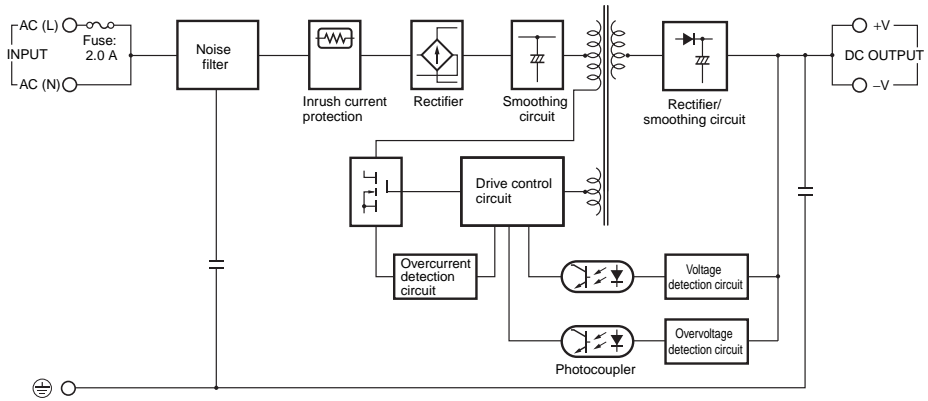 AC (L)
Fuse:
2.0 A
INPUT
AC (N)
Noise
filter
Inrush current
protection
Rectifier
Smoothing
circuit
Rectifier/
smoothing circuit
+V
DC OUTPUT
−V
Drive control
circuit
Overcurrent
detection
circuit
Voltage
detection circuit
Overvoltage
detection circuit
Photocoupler